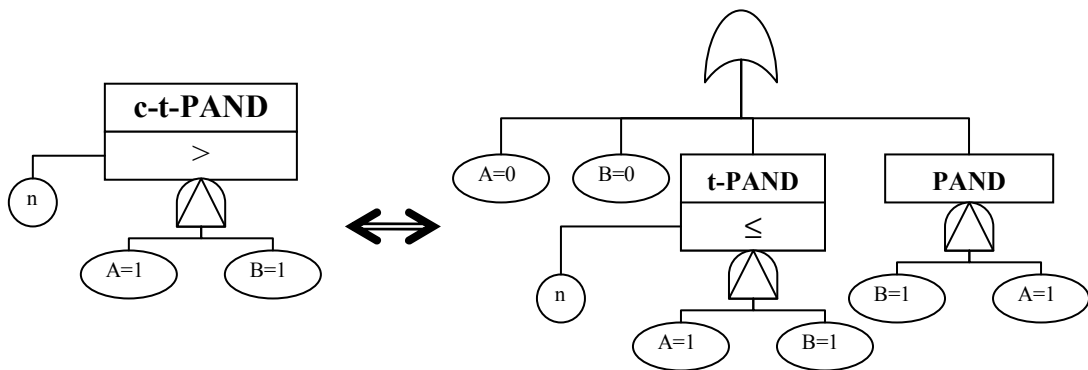 c-t-PAND
>
n
A=1 B=1
A=0 B=0
t-PAND
≤
n
A=1 B=1
PAND
B=1 A=1